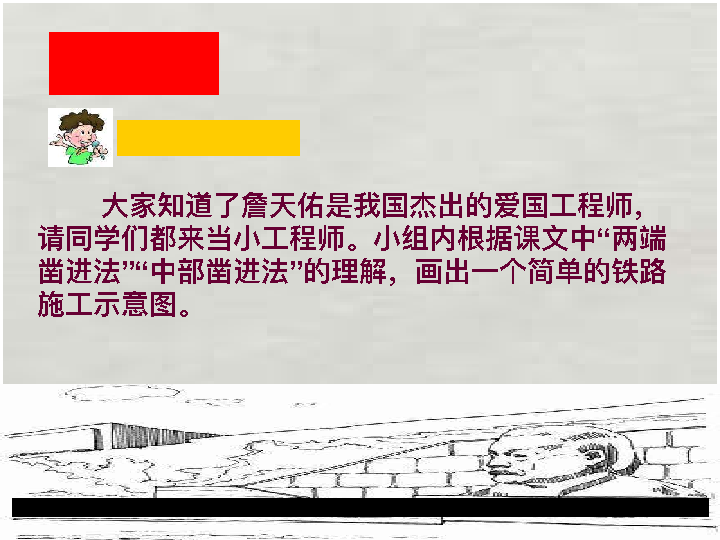 大家知道了詹天佑是我国杰出的爱国工程师，
请同学们都来当小工程师。小组内根据课文中“两端
凿进法”“中部凿进法”的理解，画出一个简单的铁路
施工示意图。